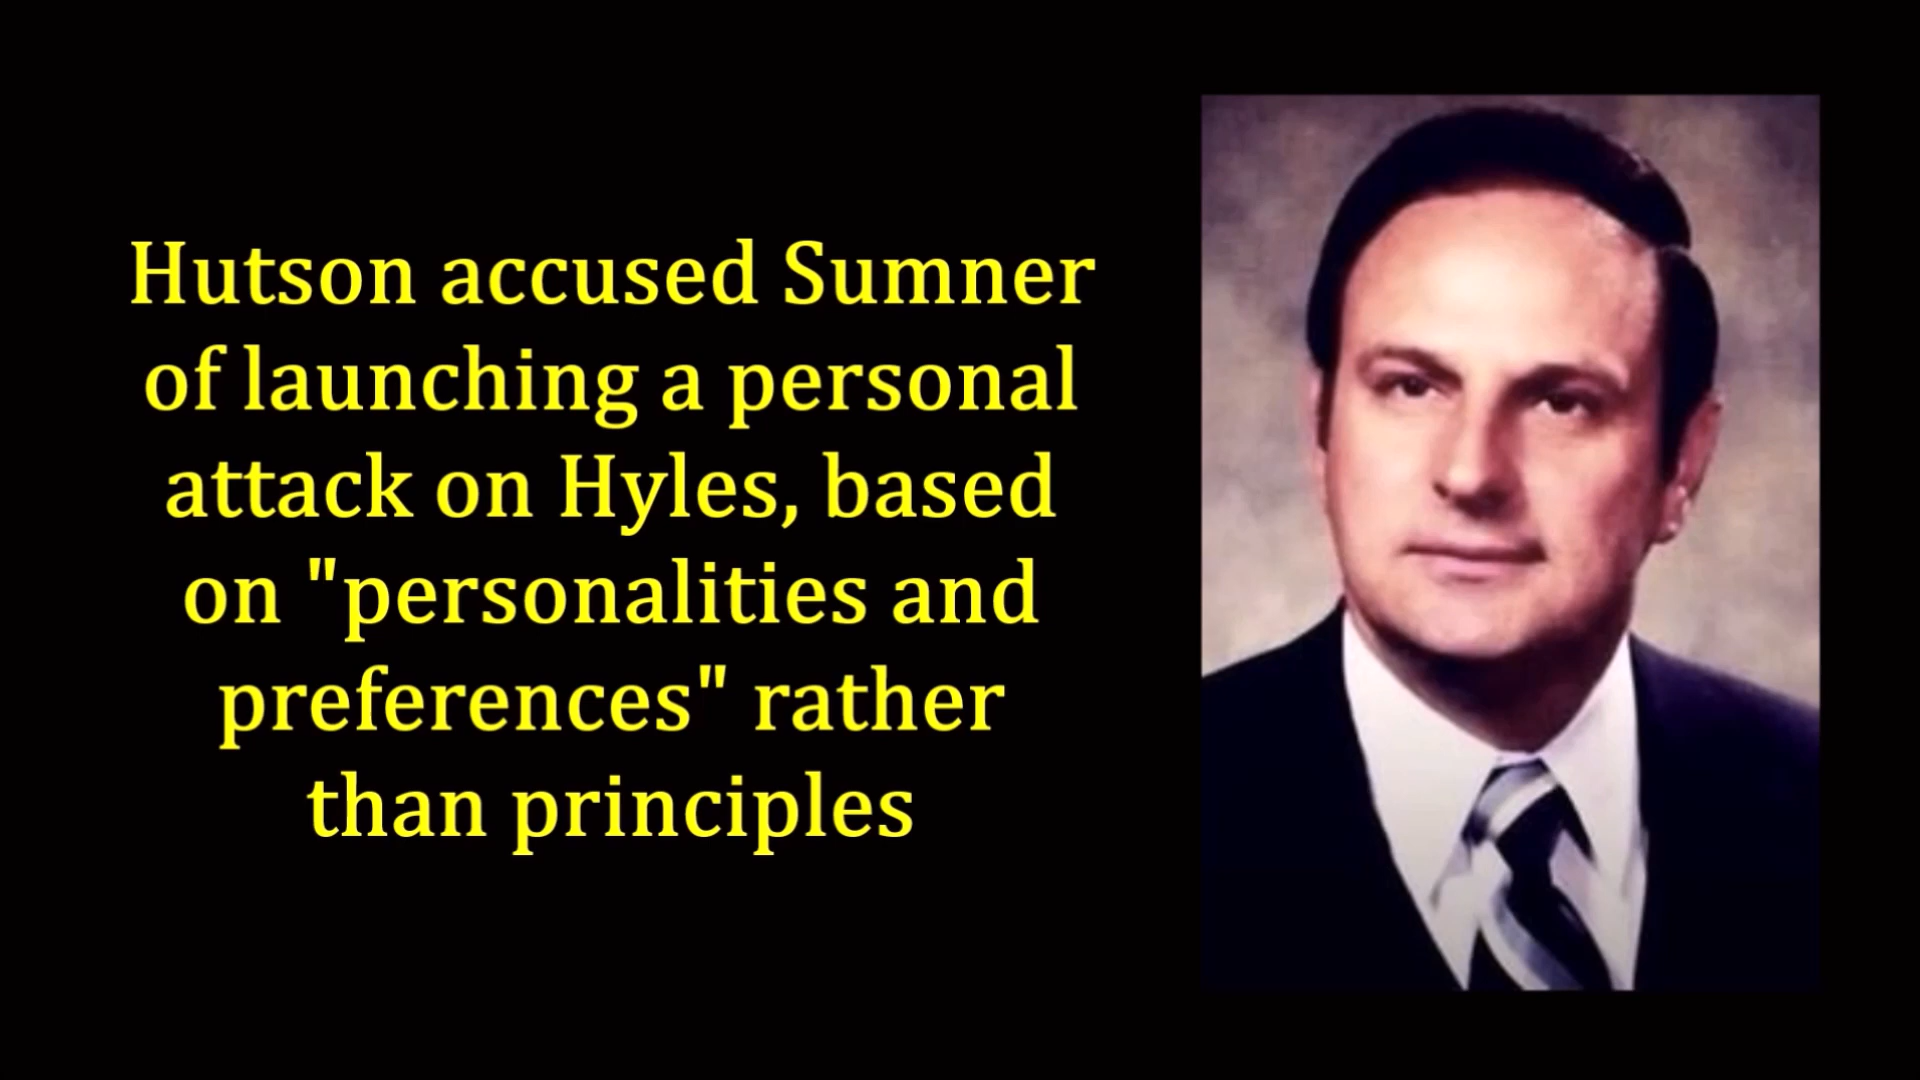 Hutson accused Sumner
of launching a personal
attack on Hyles, based
on "personalities and
preferences" rather
than principles